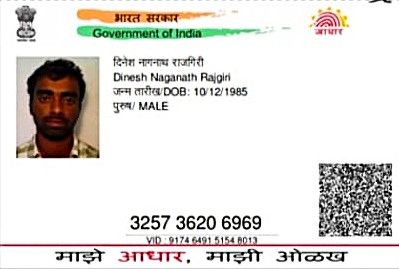 भारत सरकार
Government of India
आधार
दिनेश नागनाथ राजगिरी
Dinesh Naganath Rajgiri
जन्म तारीख/DOB: 10/12/1985
पुरुष/ MALE
3257 3620 6969
VID : 9174 6491 5154 8013
माझे आधार, माझी ओळख